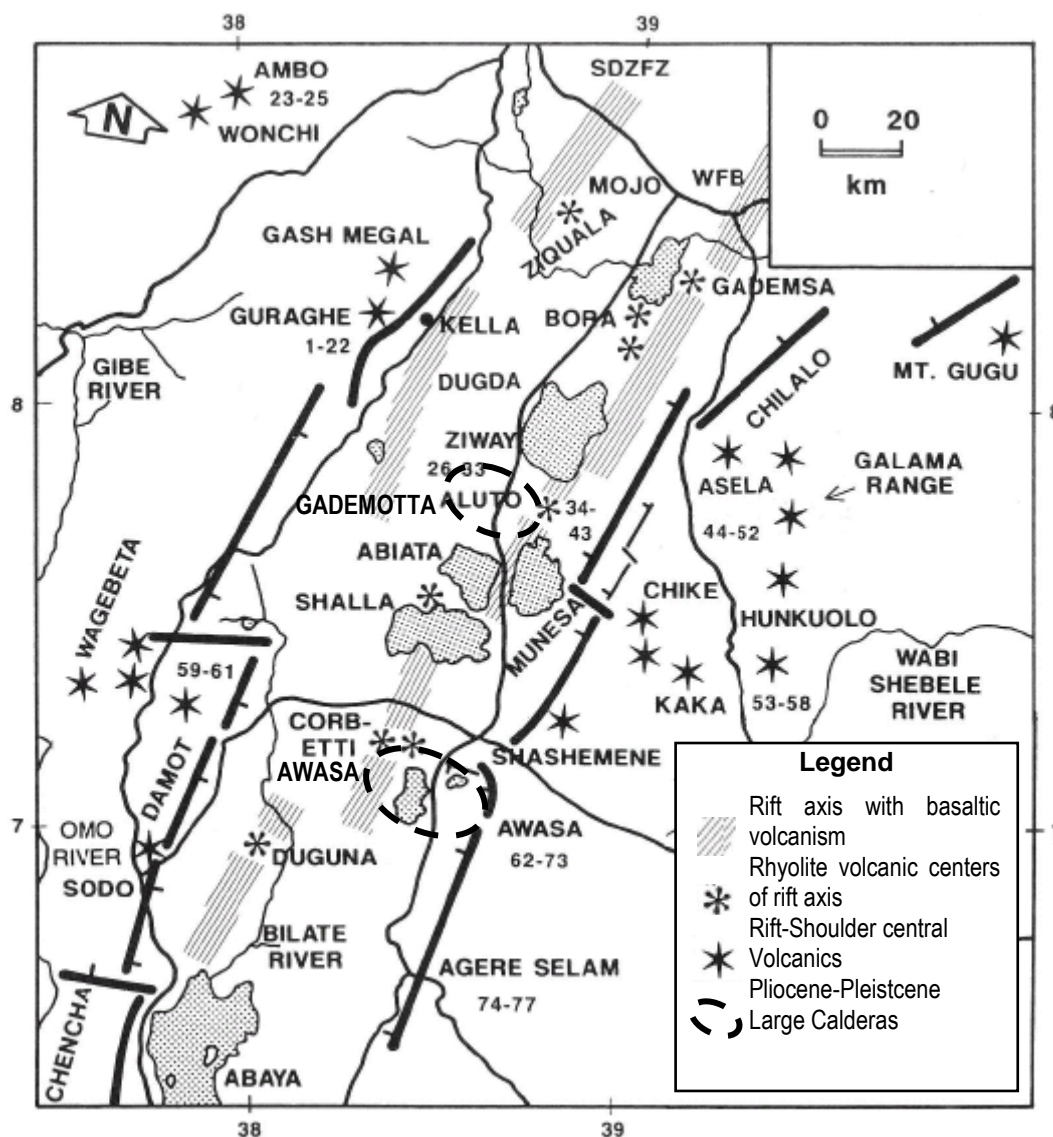 38
39
SDZFZ
AMBO
23-25
WONCHI
N
0 20
km
MOJO
WFB
ZIQUALA
GASH MEGAL
GADEMSA
GURAGHE
1-22
KELLA
BORA
GIBE
RIVER
MT. GUGU
DUGDA
CHILALO
8
8
ZIWAY
26-33
ASELA
GALAMA
RANGE
GADEMOTTA
ALUTO
34-
43
44-52
ABIATA
SHALLA
CHIKE
MUNESA
HUNKUOLO
WAGEBETA
59-61
KAKA
53-58
WABI
SHEBELE
RIVER
CORB-
ETTI
AWASA
SHASHEMENE
DAMOT
7
OMO
RIVER
SODO
DUGUNA
AWASA
62-73
BILATE
RIVER
AGERE SELAM
74-77
CHENCHA
ABAYA
Legend
Rift axis with basaltic
volcanism
Rhyolite volcanic centers
of rift axis
Rift-Shoulder central
Volcanics
Pliocene-Pleistcene
Large Calderas
38
39